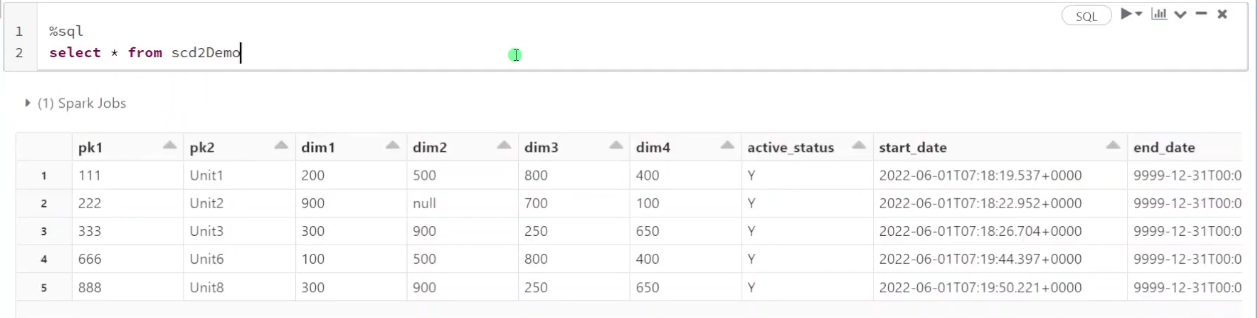 SQL
1 %sql
2 select * from scd2Demo
(1) Spark Jobs
pk1 pk2 dim1 dim2 dim3 dim4 active_status start_date end_date
1 111 Unit1 200 500 800 400 Y 2022-06-01T07:18:19.537+0000 9999-12-31T00:0
2 222 Unit2 900 null 700 100 Y 2022-06-01T07:18:22.952+0000 9999-12-31T00:0
3 333 Unit3 300 900 250 650 Y 2022-06-01T07:18:26.704+0000 9999-12-31T00:0
4 666 Unit6 100 500 800 400 Y 2022-06-01T07:19:44.397+0000 9999-12-31T00:0
5 888 Unit8 300 900 250 650 Y 2022-06-01T07:19:50.221+0000 9999-12-31T00:0